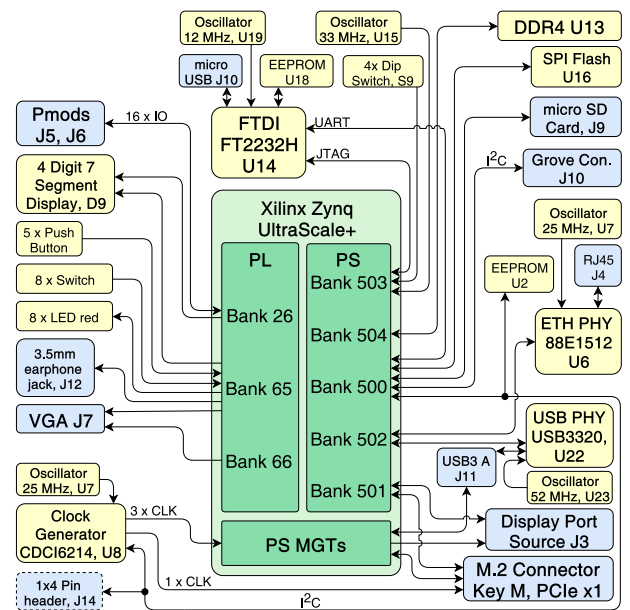 Oscillator
12 MHz, U19
Oscillator
33 MHz, U15
DDR4 U13
micro
USB J10
EEPROM
U18
4x Dip
Switch, S9
SPI Flash
U16
Pmods
J5, J6
16 x IO
FTDI
FT2232H
U14
UART
JTAG
micro SD
Card, J9
I²C
Grove Con.
J10
4 Digit 7
Segment
Display, D9
Xilinx Zynq
UltraScale+
Oscillator
25 MHz, U7
5 x Push
Button
PL
PS
EEPROM
U2
RJ45
J4
8 x Switch
Bank 503
8 x LED red
Bank 26
Bank 504
ETH PHY
88E1512
U6
3.5mm
earphone
jack, J12
Bank 65
Bank 500
VGA J7
Bank 502
USB PHY
USB3320,
U22
Bank 66
USB3 A
J11
Oscillator
25 MHz, U7
Bank 501
Oscillator
52 MHz, U23
Clock
Generator
CDCI6214, U8
3 x CLK
PS MGTs
Display Port
Source J3
1x4 Pin
header, J14
1 x CLK
I²C
M.2 Connector
Key M, PCIe x1